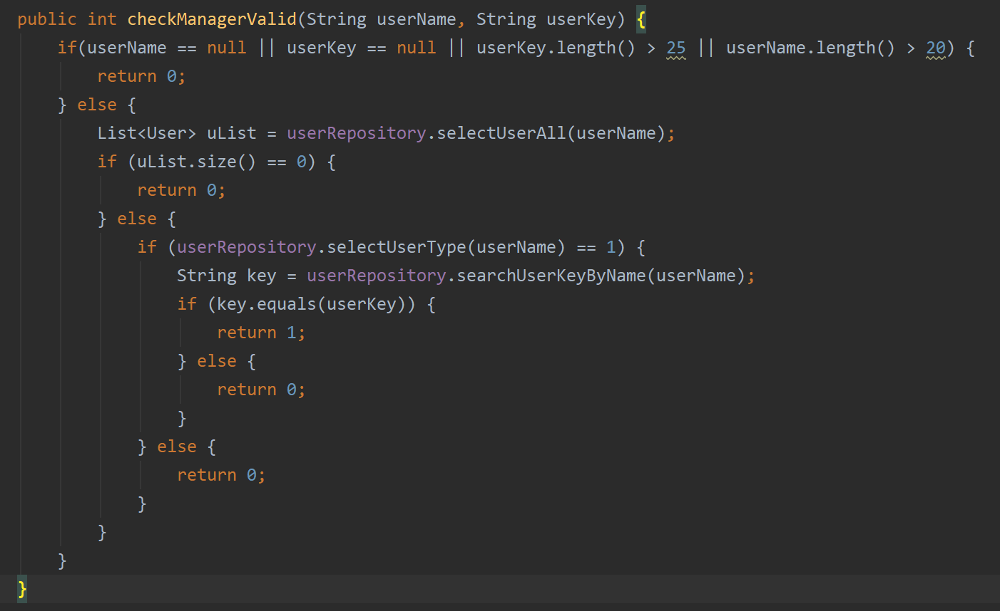 public int checkManagerValid(String userName, String userKey) {
    if(userName == null || userKey == null || userKey.length() > 25 || userName.length() > 20) {
        return 0;
    } else {
        List<User> uList = userRepository.selectUserAll(userName);
        if (uList.size() == 0) {
            return 0;
        } else {
            if (userRepository.selectUserType(userName) == 1) {
                String key = userRepository.searchUserKeyByName(userName);
                if (key.equals(userKey)) {
                    return 1;
                } else {
                    return 0;
                }
            } else {
                return 0;
            }
        }
    }
}